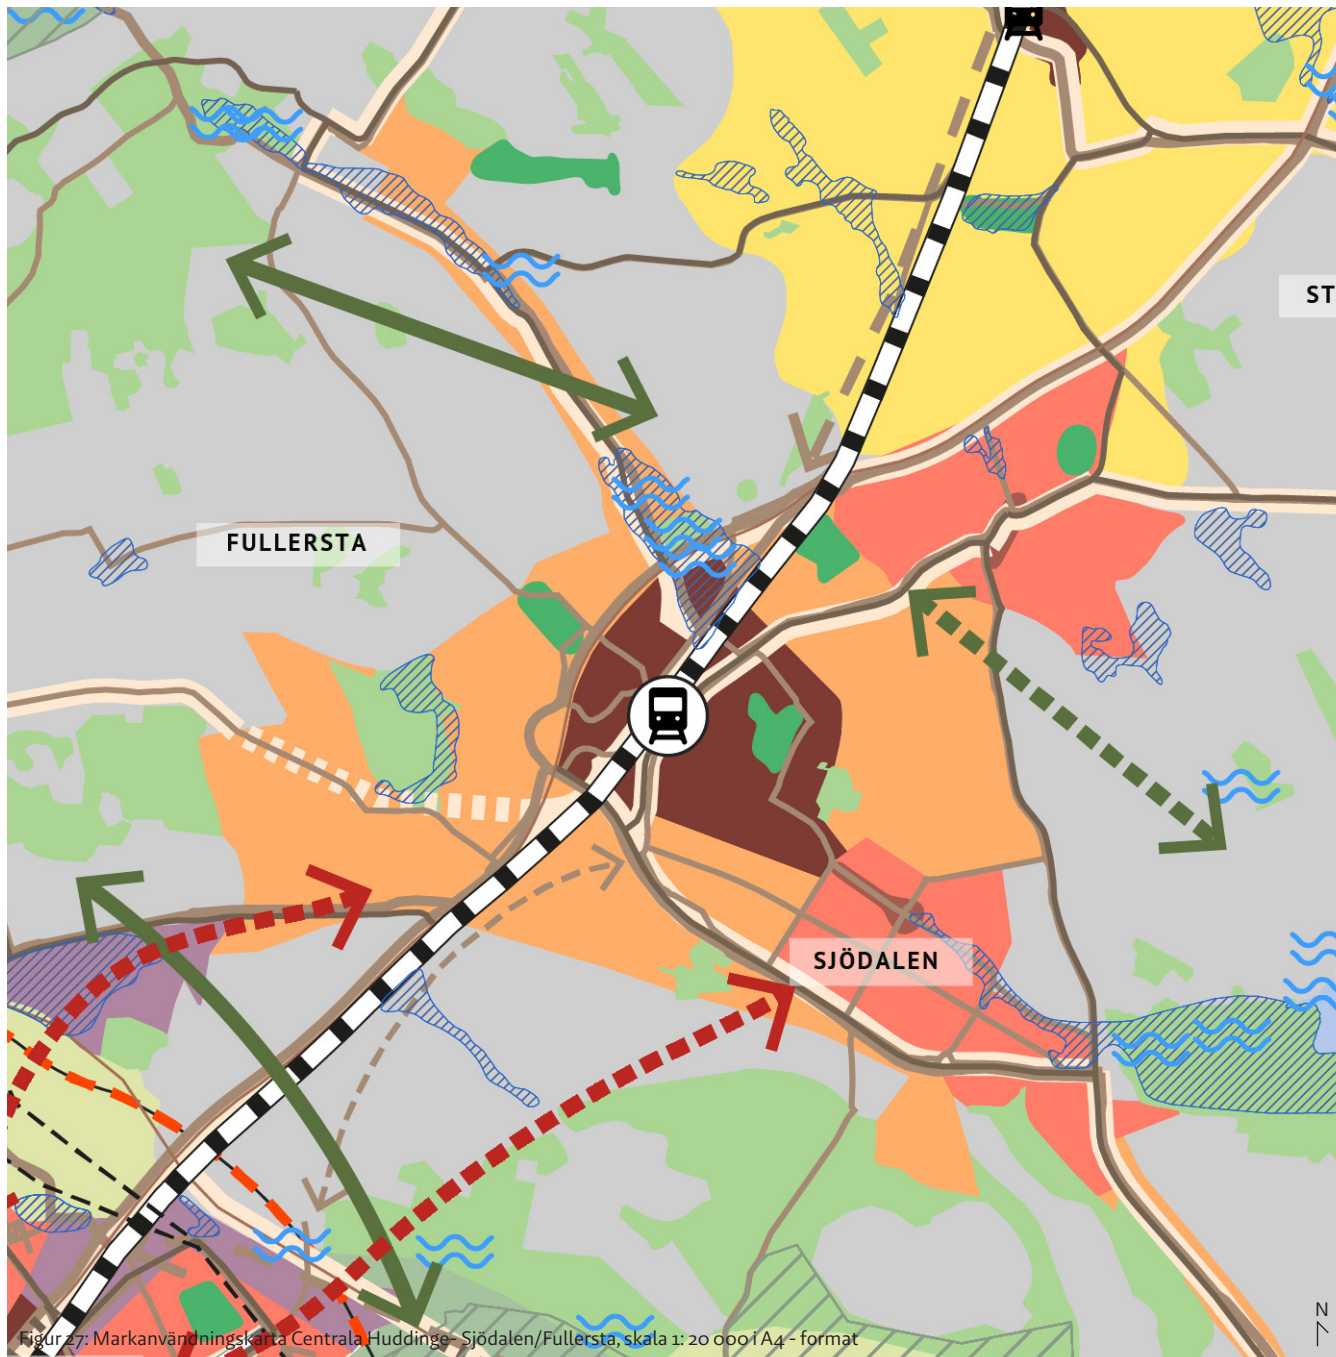 ST
FULLERSTA
SJÖDALEN
N
Figur 27: Markanvändningskarta Centrala Huddinge- Sjödalen/Fullersta, skala 1: 20 000 i A4 - format